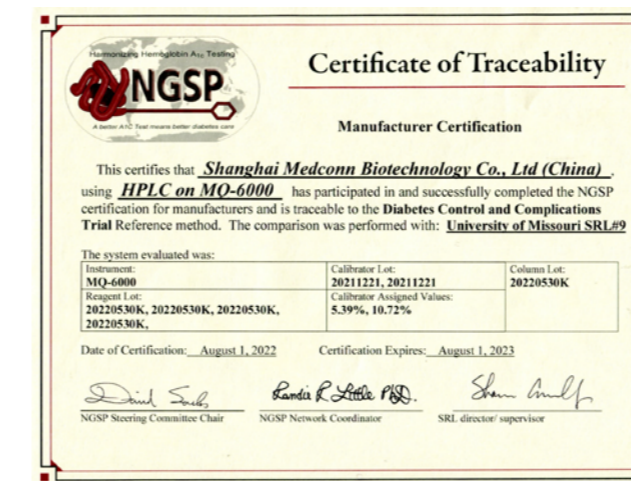 Harmonizing Hemoglobin A1c Testing
NGSP
A better A1C Test means better diabetes care
Certificate of Traceability
Manufacturer Certification
This certifies that Shanghai Medconn Biotechnology Co., Ltd (China) ,
using HPLC on MQ-6000 has participated in and successfully completed the NGSP
certification for manufacturers and is traceable to the Diabetes Control and Complications
Trial Reference method. The comparison was performed with: University of Missouri SRL#9
The system evaluated was:
Instrument:
MQ-6000
Calibrator Lot:
20211221, 20211221
Column Lot:
20220530K
Reagent Lot:
20220530K, 20220530K, 20220530K,
20220530K,
Calibrator Assigned Values:
5.39%, 10.72%
Date of Certification: August 1, 2022 Certification Expires: August 1, 2023
David Sacks
Randie R Little PhD.
NGSP Steering Committee Chair
NGSP Network Coordinator
SRL director/ supervisor